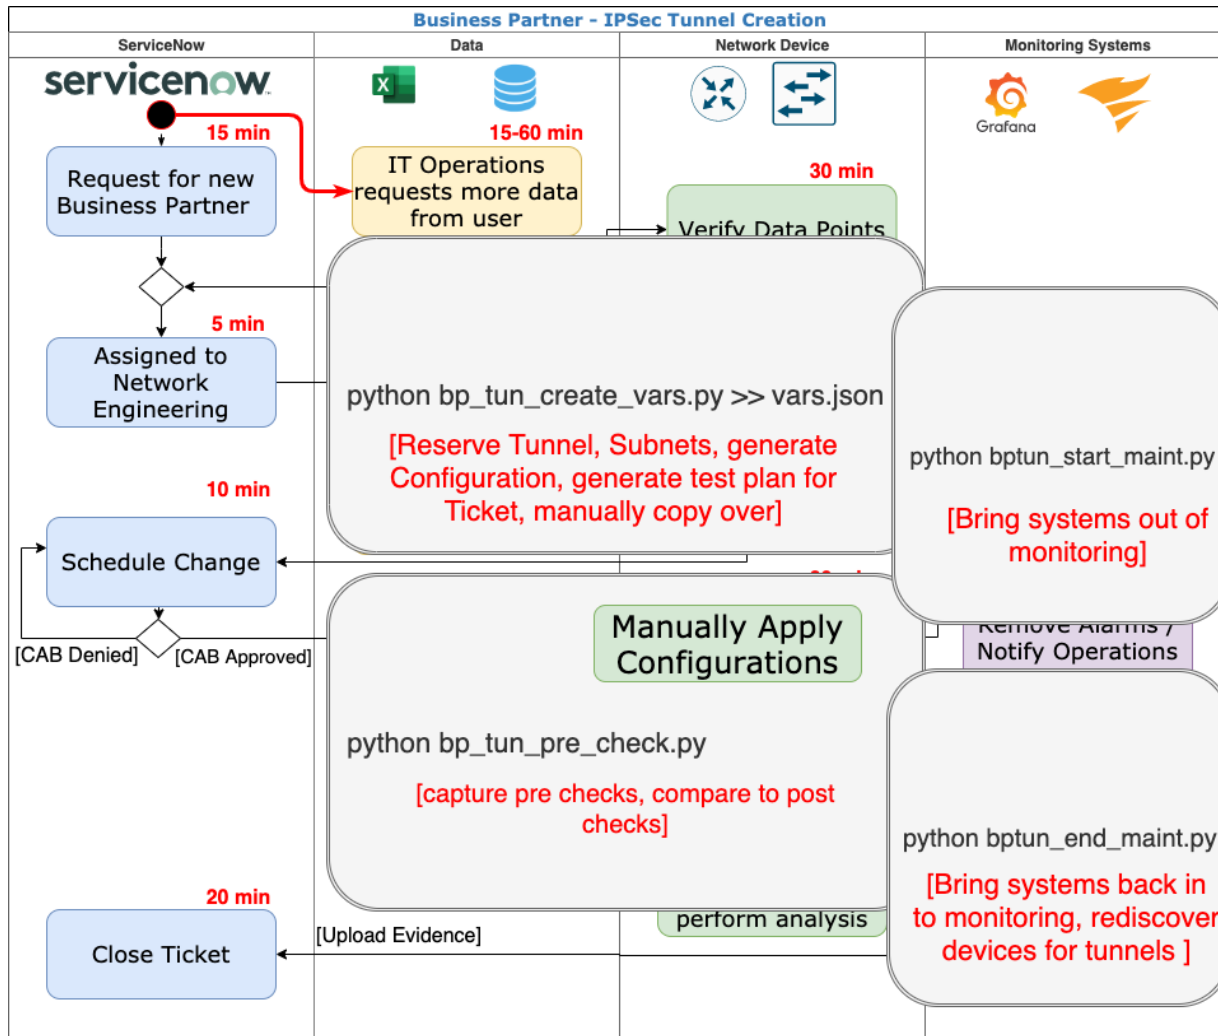 Business Partner - IPSec Tunnel Creation
ServiceNow
Data
Network Device
Monitoring Systems
servicenow
X
Grafana
15 min
15-60 min
30 min
Request for new
Business Partner
IT Operations
requests more data
from user
Verify Data Points
5 min
Assigned to
Network
Engineering
python bp_tun_create_vars.py >> vars.json
[Reserve Tunnel, Subnets, generate
Configuration, generate test plan for
Ticket, manually copy over]
python bptun_start_maint.py
[Bring systems out of
monitoring]
10 min
Schedule Change
[CAB Denied]
[CAB Approved]
Manually Apply
Configurations
Remove Alarms /
Notify Operations
python bp_tun_pre_check.py
[capture pre checks, compare to post
checks]
python bptun_end_maint.py
[Bring systems back in
to monitoring, rediscover
devices for tunnels ]
20 min
perform analysis
Close Ticket
[Upload Evidence]